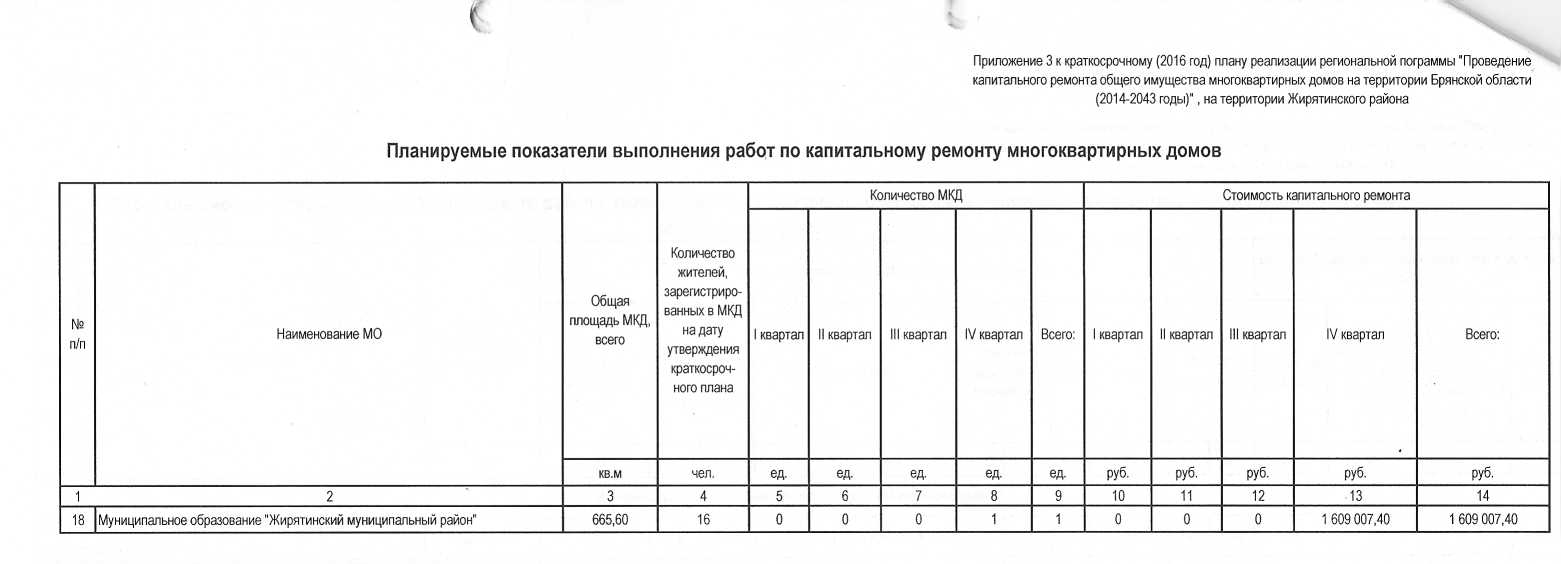 Приложение 3 к краткосрочному (2016 год) плану реализации региональной пограммы "Проведение
капитального ремонта общего имущества многоквартирных домов на территории Брянской области
(2014-2043 годы)" , на территории Жирятинского района
Планируемые показатели выполнения работ по капитальному ремонту многоквартирных домов
№
п/п
Наименование МО
Общая
площадь МКД,
всего
Количество
жителей,
зарегистриро-
ванных в МКД
на дату
утверждения
краткосроч-
ного плана
Количество МКД
Стоимость капитального ремонта
I квартал II квартал III квартал IV квартал Всего: I квартал II квартал III квартал IV квартал Всего:
кв.м чел. ед. ед. ед. ед. ед. руб. руб. руб. руб. руб.
1 2 3 4 5 6 7 8 9 10 11 12 13 14
18 Муниципальное образование "Жирятинский муниципальный район" 665,60 16 0 0 0 1 1 0 0 0 1 609 007,40 1 609 007,40